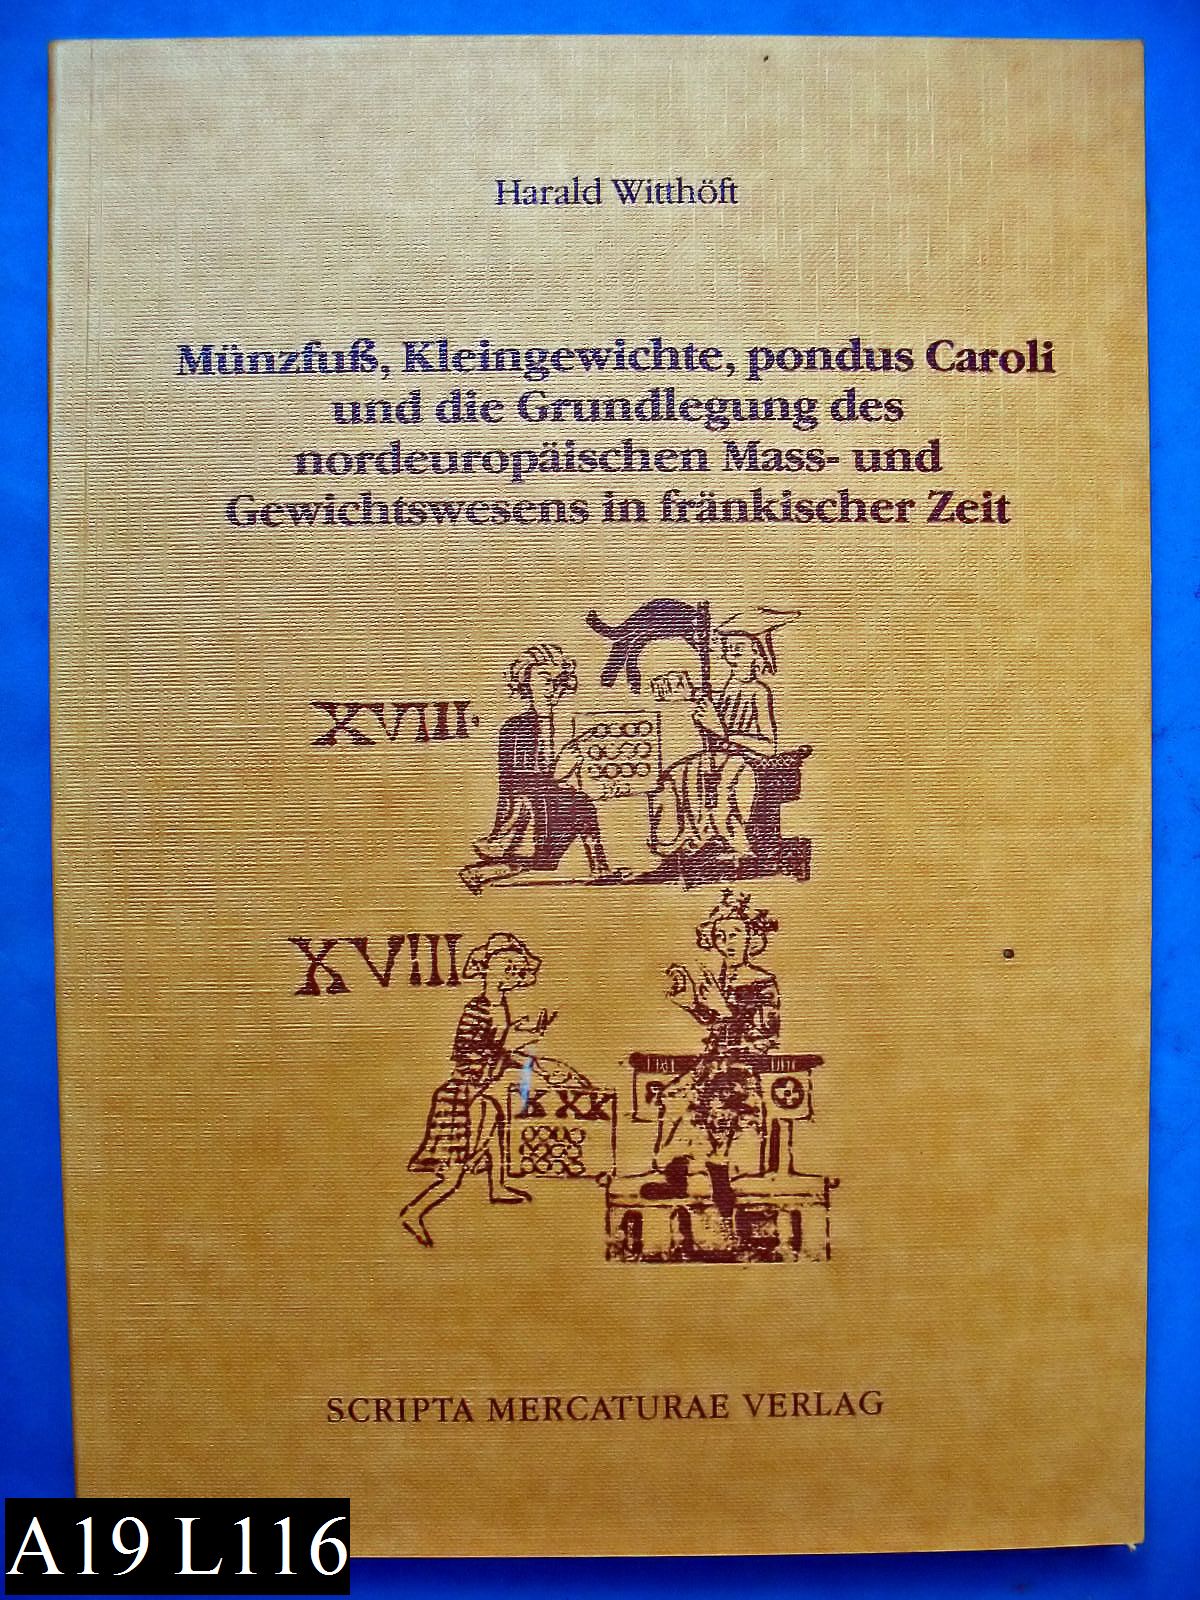 Harald Witthöft
Münzfuß, Kleingewichte, pondus Caroli
und die Grundlegung des
nordeuropäischen Mass- und
Gewichtswesens in fränkischer Zeit
XVIII·
XVIII
XXX
SCRIPTA MERCATURAE VERLAG
A19 L116